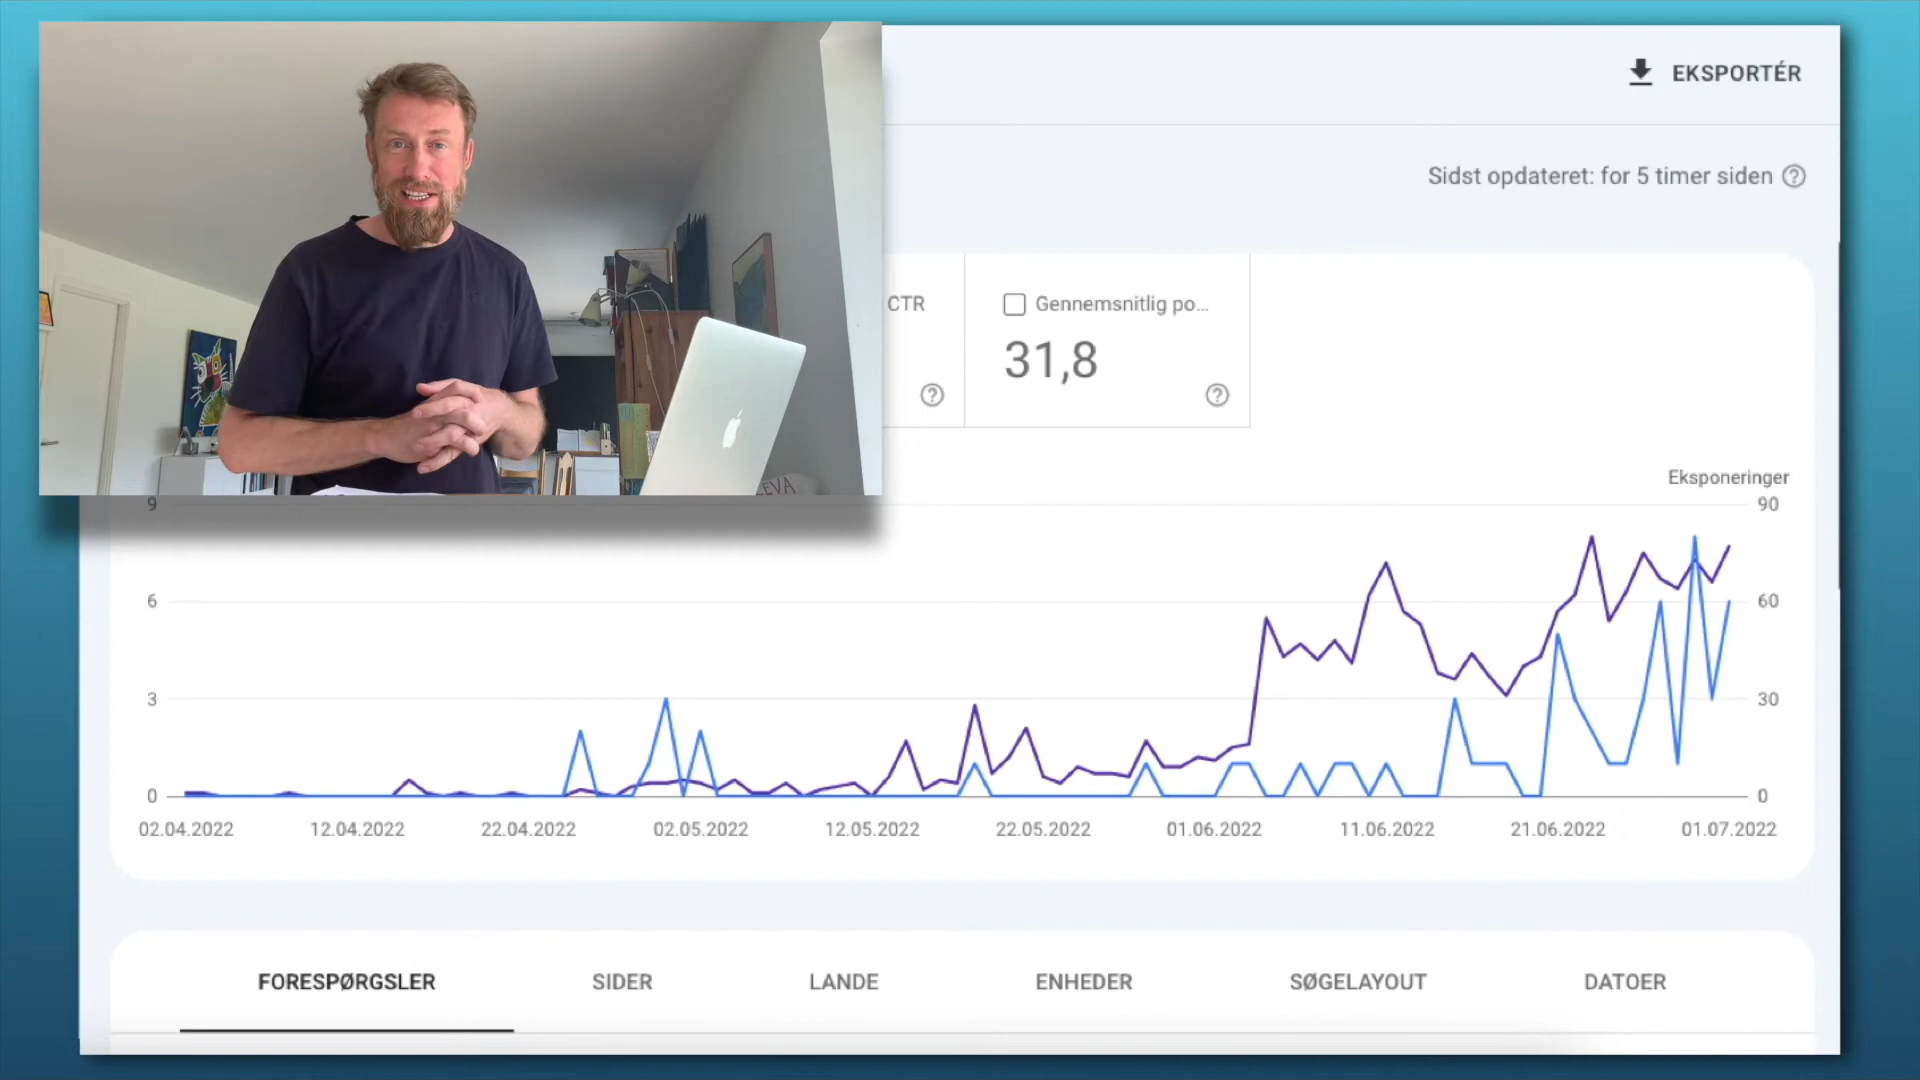 EKSPORTÉR
Sidst opdateret: for 5 timer siden
CTR
Gennemsnitlig po...
31,8
Eksponeringer
9
90
6
60
3
30
0
0
02.04.2022
12.04.2022
22.04.2022
02.05.2022
12.05.2022
22.05.2022
01.06.2022
11.06.2022
21.06.2022
01.07.2022
FORESPØRGSLER
SIDER
LANDE
ENHEDER
SØGELAYOUT
DATOER